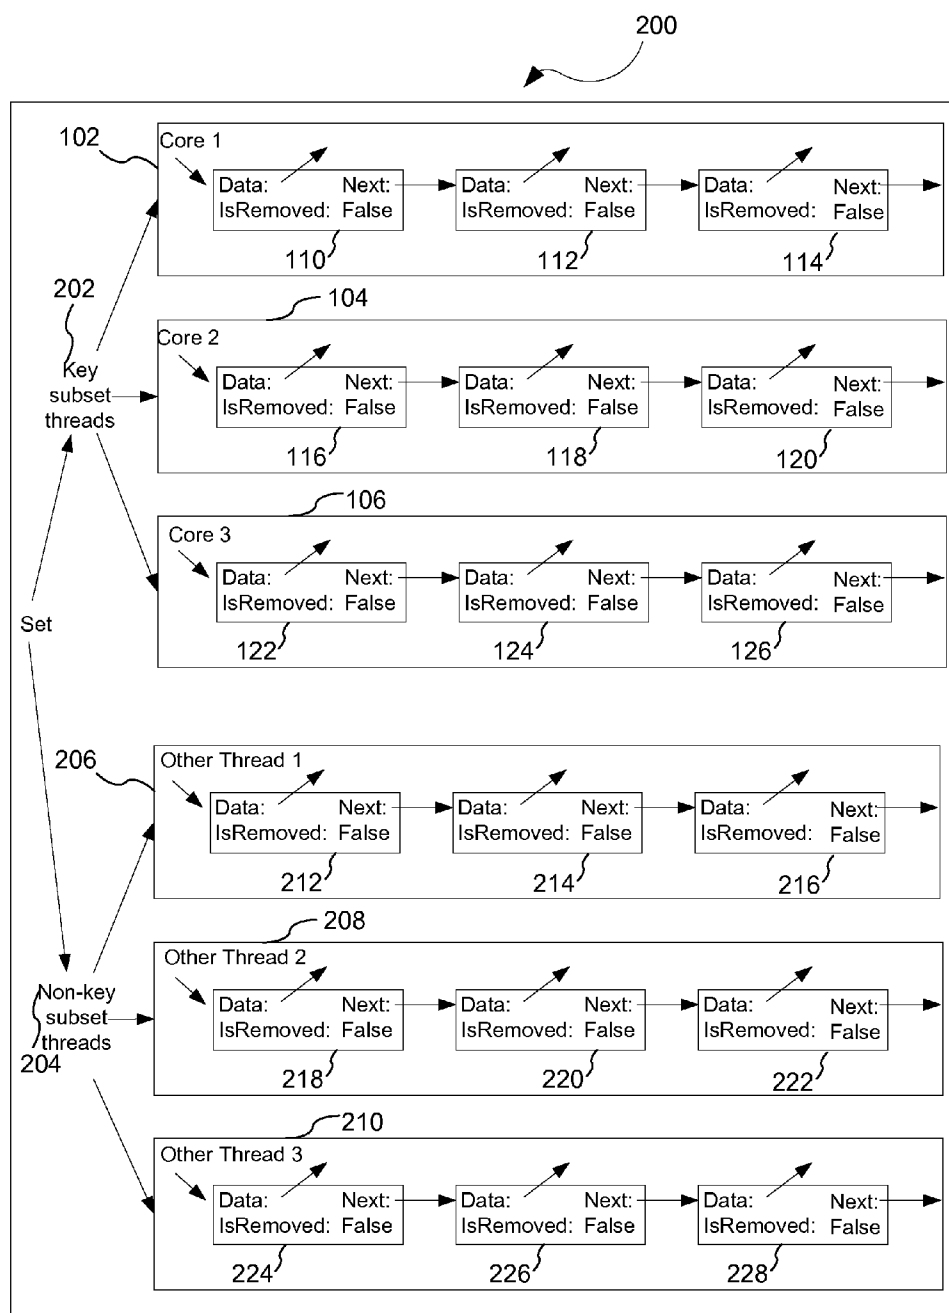 200
102
Core 1
Data: Next:
IsRemoved: False
Data: Next:
IsRemoved: False
Data: Next:
IsRemoved: False
110
112
114
202
104
Core 2
Key
subset
threads
Data: Next:
IsRemoved: False
Data: Next:
IsRemoved: False
Data: Next:
IsRemoved: False
116
118
120
106
Core 3
Data: Next:
IsRemoved: False
Data: Next:
IsRemoved: False
Data: Next:
IsRemoved: False
122
124
126
Set
206
Other Thread 1
Data: Next:
IsRemoved: False
Data: Next:
IsRemoved: False
Data: Next:
IsRemoved: False
212
214
216
208
Other Thread 2
Non-key
subset
threads
204
Data: Next:
IsRemoved: False
Data: Next:
IsRemoved: False
Data: Next:
IsRemoved: False
218
220
222
210
Other Thread 3
Data: Next:
IsRemoved: False
Data: Next:
IsRemoved: False
Data: Next:
IsRemoved: False
224
226
228